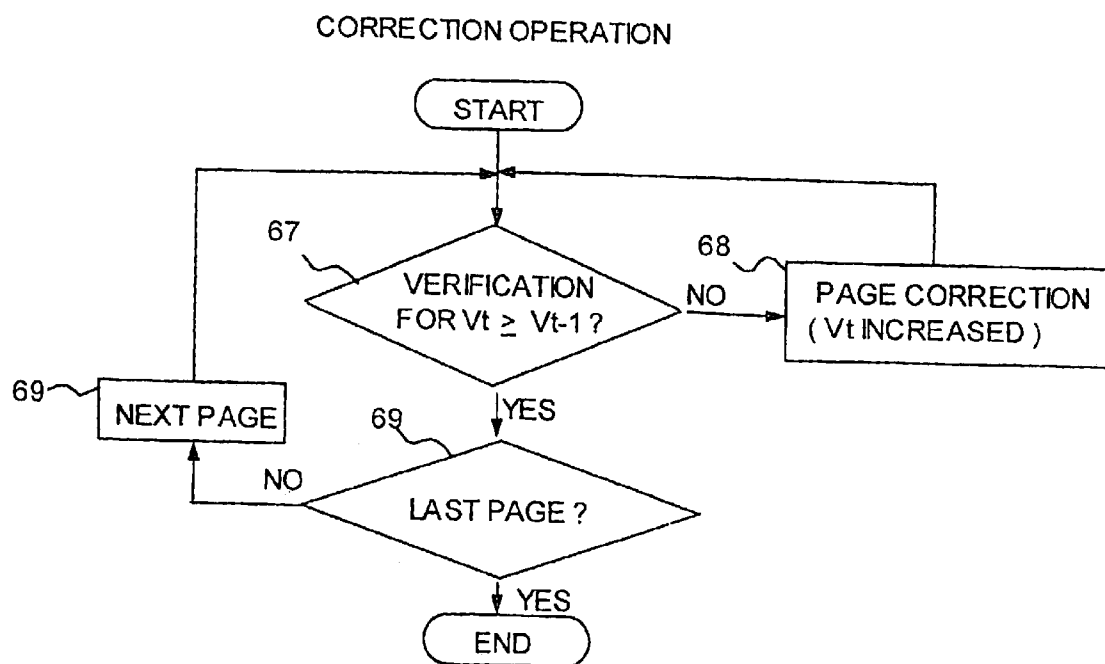 CORRECTION OPERATION
START
67
VERIFICATION
FOR Vt ≥ Vt-1 ?
NO
68
PAGE CORRECTION
( Vt INCREASED )
YES
69
NEXT PAGE
69
NO
LAST PAGE ?
YES
END